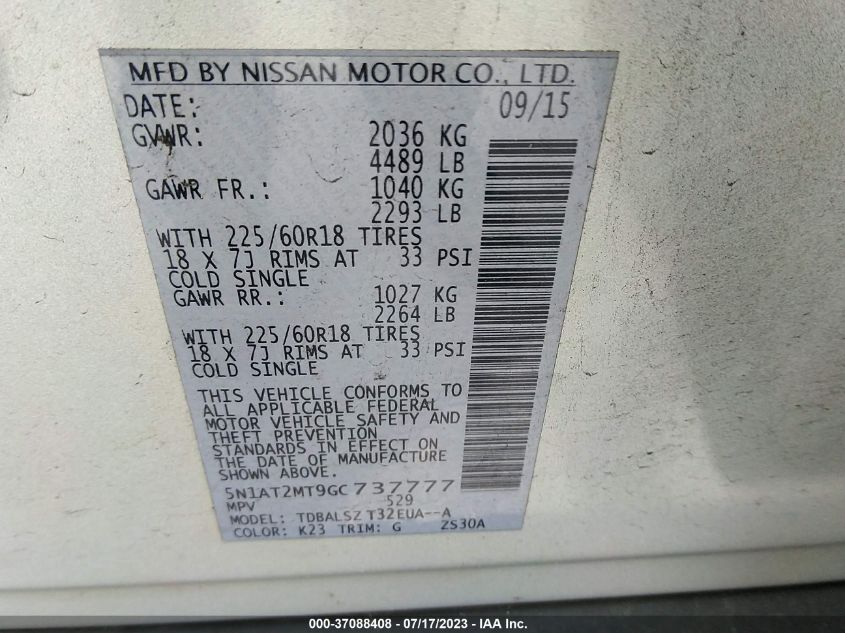 MFD BY NISSAN MOTOR CO., LTD.
DATE: 09/15
GVWR: 2036 KG
4489 LB
GAWR FR.: 1040 KG
2293 LB
WITH 225/60R18 TIRES
18 X 7J RIMS AT 33 PSI
COLD SINGLE
GAWR RR.: 1027 KG
2264 LB
WITH 225/60R18 TIRES
18 X 7J RIMS AT 33 PSI
COLD SINGLE
THIS VEHICLE CONFORMS TO
ALL APPLICABLE FEDERAL
MOTOR VEHICLE SAFETY AND
THEFT PREVENTION
STANDARDS IN EFFECT ON
THE DATE OF MANUFACTURE
SHOWN ABOVE.
5N1AT2MT9GC737777
MPV 529
MODEL: TDBALSZ T32EUA--A
COLOR: K23 TRIM: G ZS30A
000-37088408 - 07/17/2023 - IAA Inc.